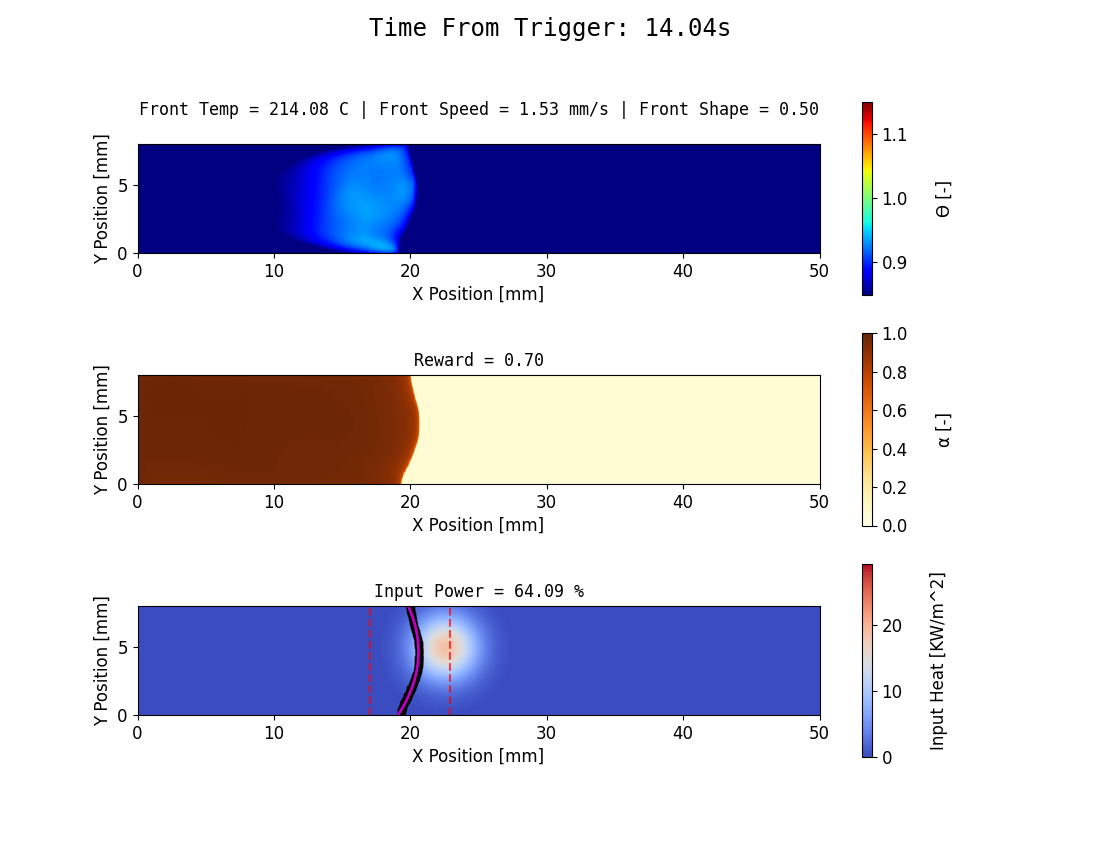 Time From Trigger: 14.04s
Front Temp = 214.08 C | Front Speed = 1.53 mm/s | Front Shape = 0.50
Y Position [mm]
5
0
0 10 20 30 40 50
X Position [mm]
1.1
1.0
0.9
Θ [-]
Reward = 0.70
Y Position [mm]
5
0
0 10 20 30 40 50
X Position [mm]
1.0
0.8
0.6
0.4
0.2
0.0
α [-]
Input Power = 64.09 %
Y Position [mm]
5
0
0 10 20 30 40 50
X Position [mm]
20
10
0
Input Heat [KW/m^2]